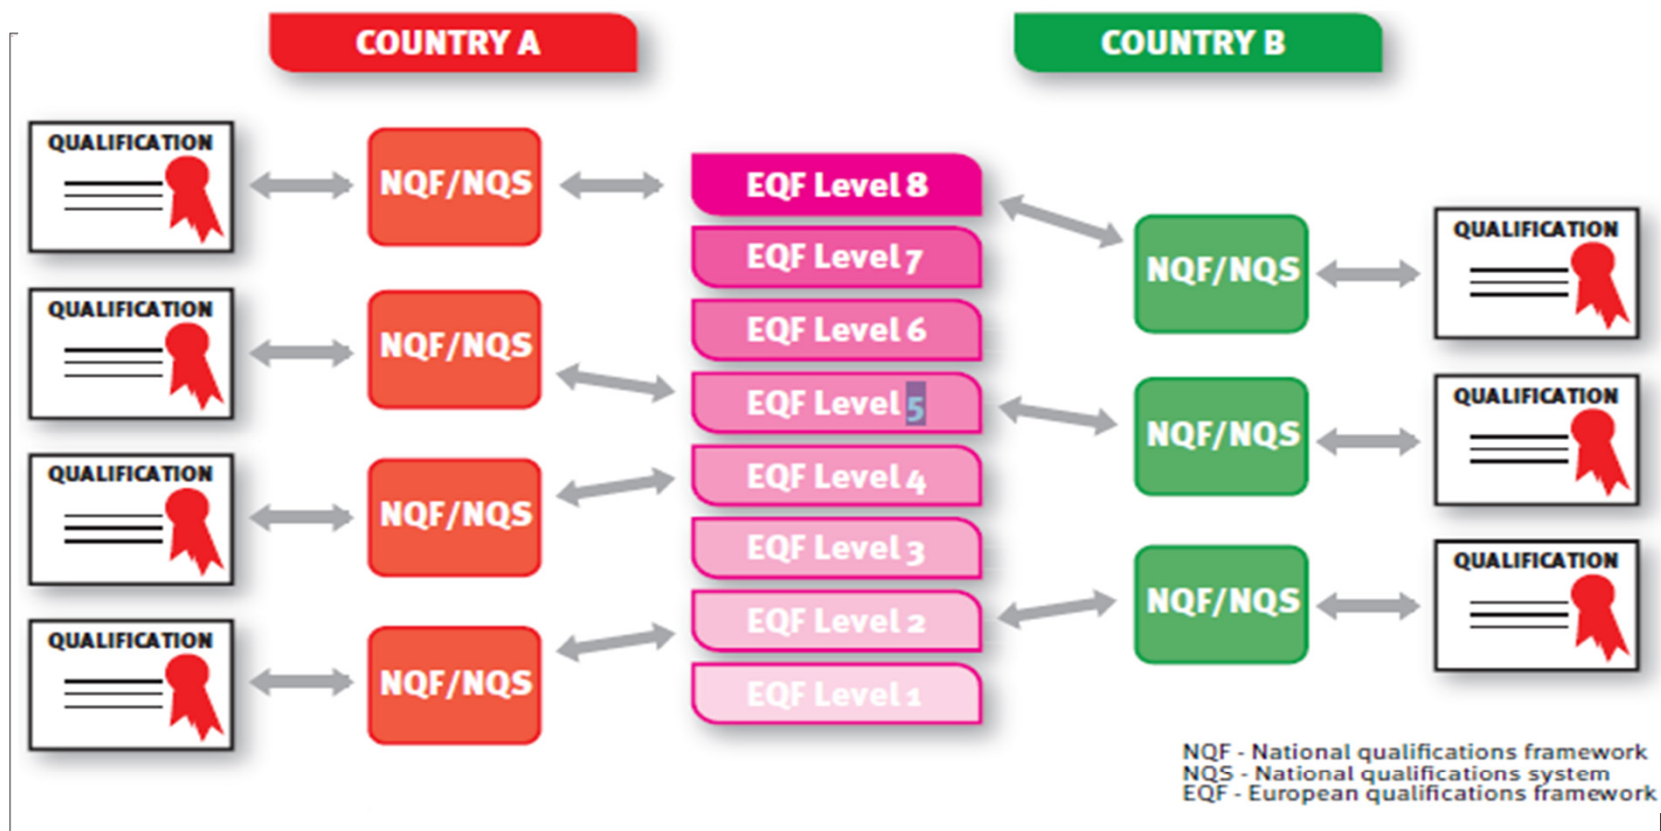 COUNTRY A
COUNTRY B
QUALIFICATION
NQF/NQS
EQF Level 8
EQF Level 7
NQF/NQS
QUALIFICATION
QUALIFICATION
NQF/NQS
EQF Level 6
EQF Level 5
NQF/NQS
QUALIFICATION
QUALIFICATION
NQF/NQS
EQF Level 4
EQF Level 3
NQF/NQS
QUALIFICATION
QUALIFICATION
NQF/NQS
EQF Level 2
EQF Level 1
NQF - National qualifications framework
NQS - National qualifications system
EQF - European qualifications framework